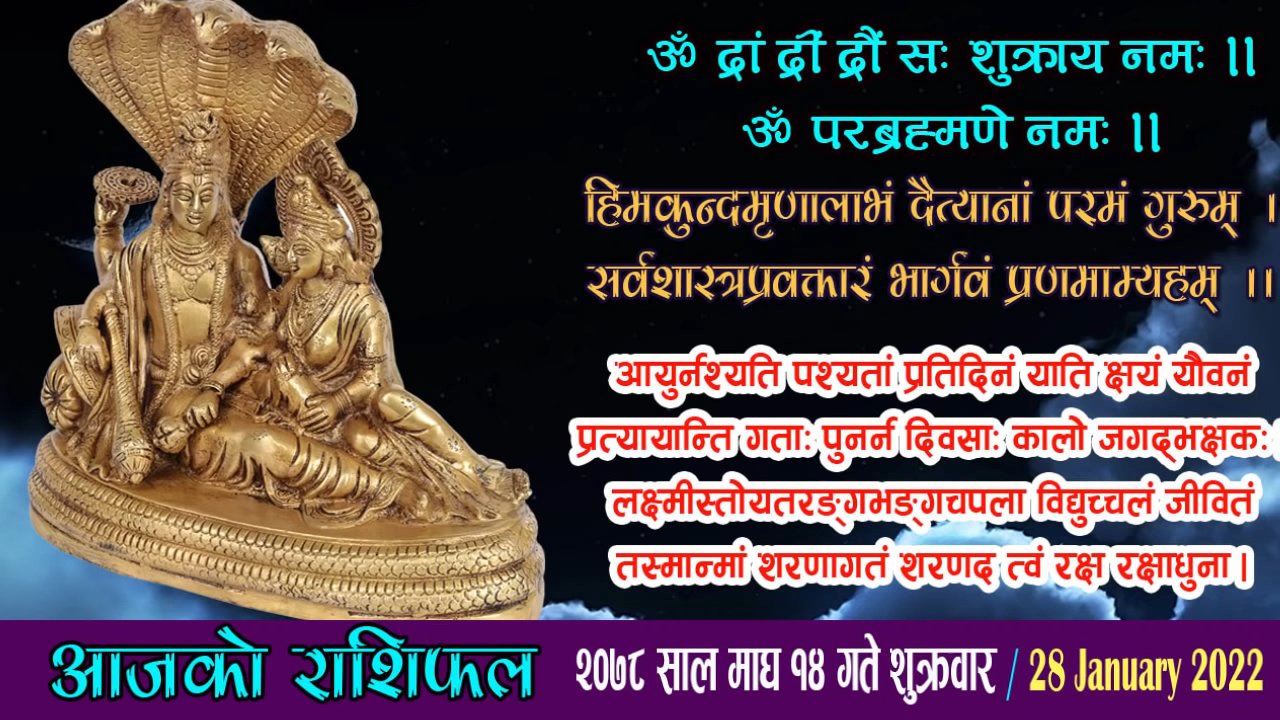 ॐ द्रां द्रीं द्रौं सः शुक्राय नमः ।।
ॐ परब्रह्मणे नमः ।।
हिमकुन्दमृणालाभं दैत्यानां परमं गुरुम् ।
सर्वशास्त्रप्रवक्तारं भार्गवं प्रणमाम्यहम् ।।
आयुर्नश्यति पश्यतां प्रतिदिनं याति क्षयं यौवनं
प्रत्यायान्ति गताः पुनर्न दिवसाः कालो जगद्भक्षकः
लक्ष्मीस्तोयतरङ्गभङ्गचपला विद्युच्चलं जीवितं
तस्मान्मां शरणागतं शरणद त्वं रक्ष रक्षाधुना।
आजको राशिफल २०७८ साल माघ १४ गते शुक्रवार / 28 January 2022